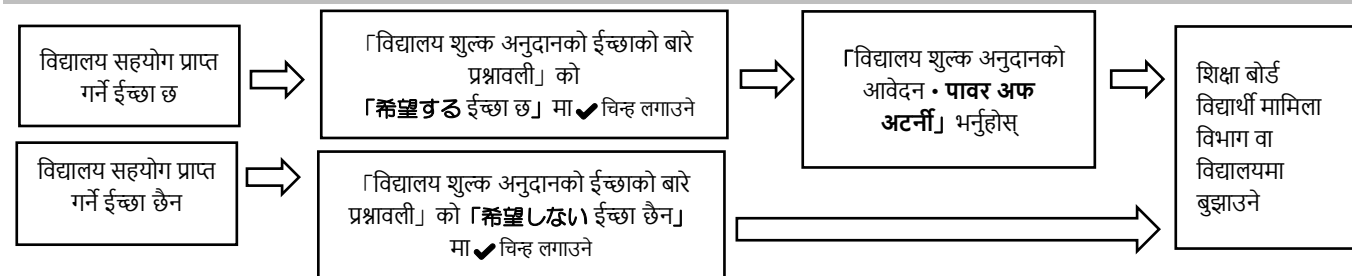 विद्यालय सहयोग प्राप्त
गर्ने ईच्छा छ
「विद्यालय शुल्क अनुदानको ईच्छाको बारे
प्रश्नावली」 को
「希望する ईच्छा छ」 मा ✔ चिन्ह लगाउने
「विद्यालय शुल्क अनुदानको
आवेदन・पावर अफ
अटर्नी」 भर्नुहोस्
शिक्षा बोर्ड
विद्यार्थी मामिला
विभाग वा
विद्यालयमा
बुझाउने
विद्यालय सहयोग प्राप्त
गर्ने ईच्छा छैन
「विद्यालय शुल्क अनुदानको ईच्छाको बारे
प्रश्नावली」 को 「希望しない ईच्छा छैन」
मा ✔ चिन्ह लगाउने